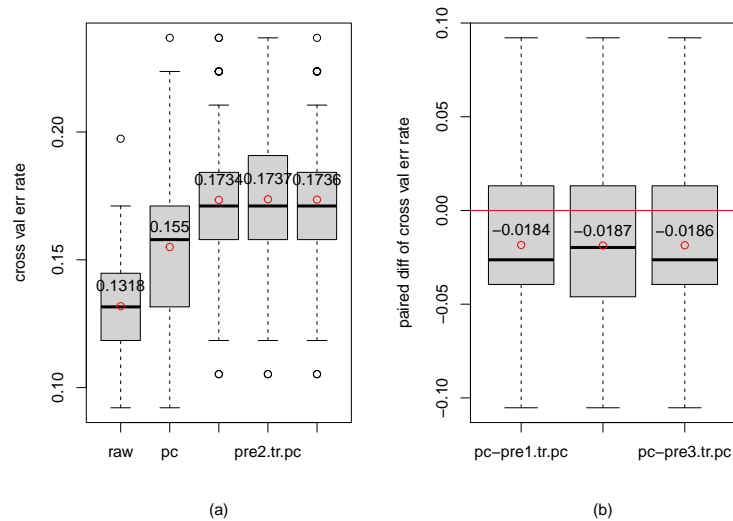 cross val err rate
0.20
0.15
0.10
0.1318
0.155
0.1734
0.1737
0.1736
raw
pc
pre2.tr.pc
(a)
paired diff of cross val err rate
0.10
0.05
0.00
−0.05
−0.10
−0.0184
−0.0187
−0.0186
pc−pre1.tr.pc
pc−pre3.tr.pc
(b)